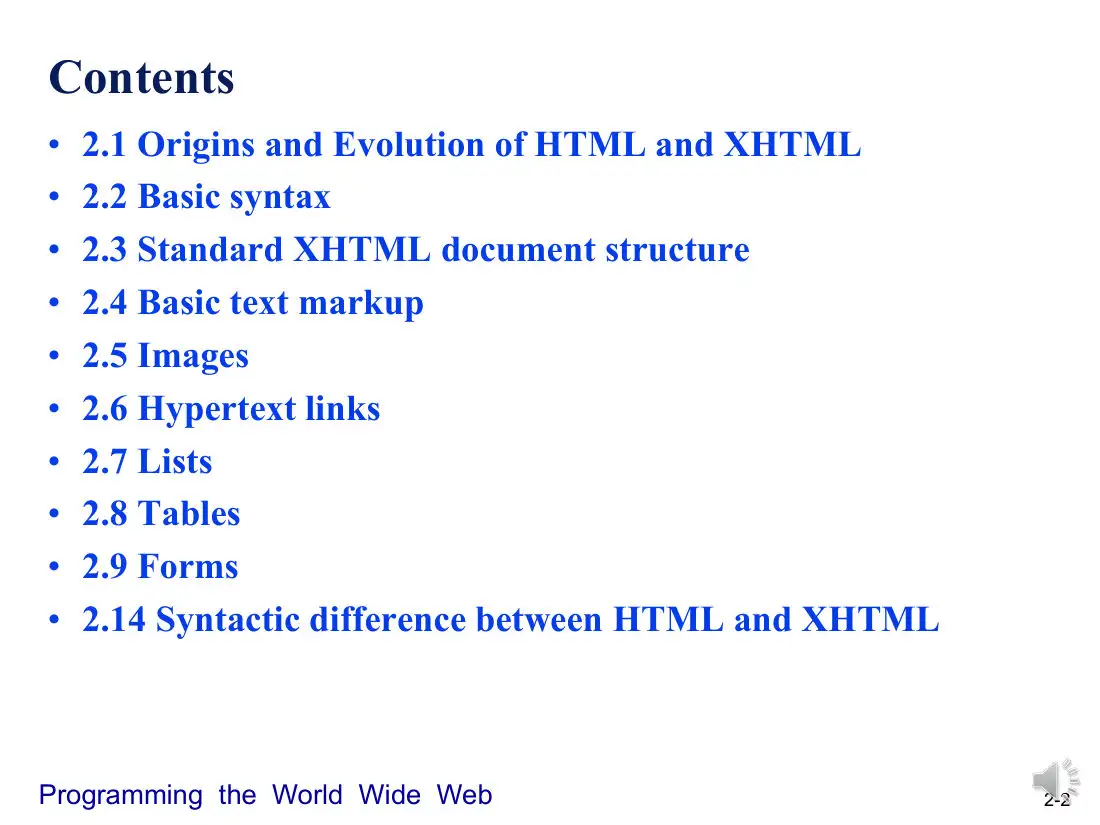 Contents
• 2.1 Origins and Evolution of HTML and XHTML
• 2.2 Basic syntax
• 2.3 Standard XHTML document structure
• 2.4 Basic text markup
• 2.5 Images
• 2.6 Hypertext links
• 2.7 Lists
• 2.8 Tables
• 2.9 Forms
• 2.14 Syntactic difference between HTML and XHTML
Programming the World Wide Web
2-2